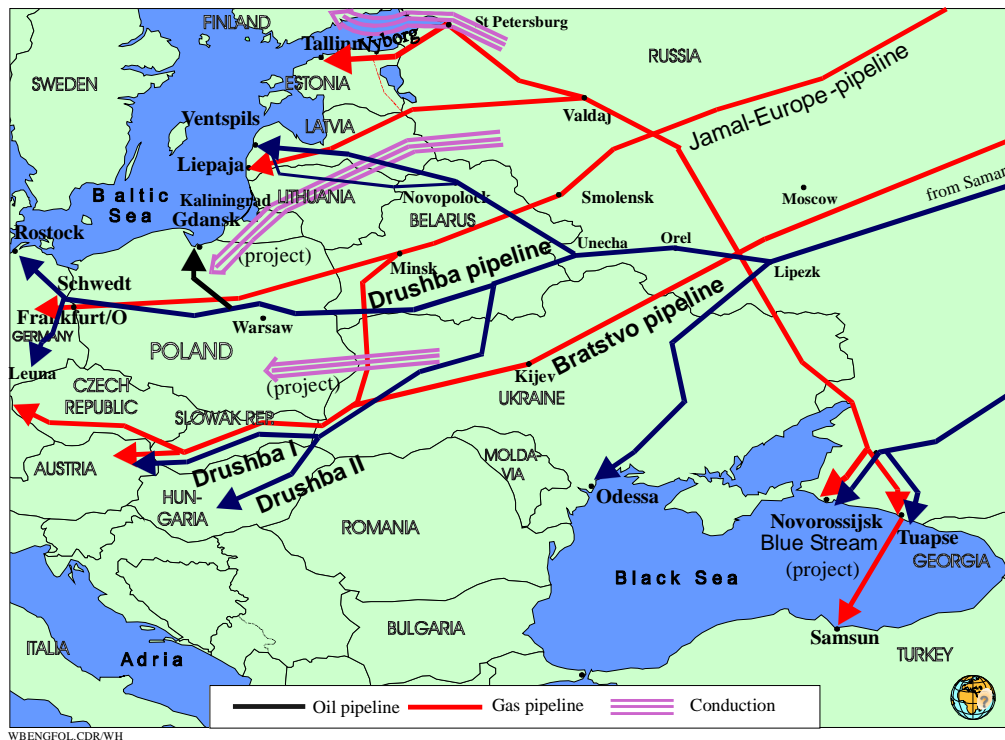 FINLAND
St Petersburg
Tallinn
Vyborg
RUSSIA
SWEDEN
ESTONIA
Jamal-Europe-pipeline
Valdaj
Ventspils
LATVIA
Liepaja
Baltic
Sea
Kaliningrad
LITHUANIA
Novopolock
BELARUS
Smolensk
Moscow
from Samar
Gdansk
Rostock
(project)
Minsk
Unecha
Orel
Lipezk
Drushba pipeline
Schwedt
Frankfurt/O
Warsaw
GERMANY
POLAND
Bratstvo pipeline
Leuna
(project)
Kijev
UKRAINE
CZECH
REPUBLIC
SLOWAK REP.
AUSTRIA
Drushba I
Drushba II
MOLDA-
VIA
HUN-
GARIA
Odessa
ROMANIA
Novorossijsk
Tuapse
Blue Stream
(project)
GEORGIA
Black Sea
BULGARIA
Samsun
ITALIA
Adria
TURKEY
Oil pipeline
Gas pipeline
Conduction
?
WBENGFOL.CDR/WH